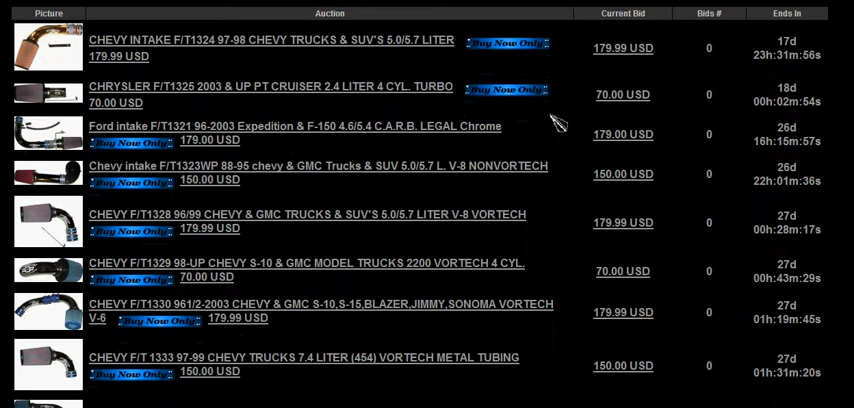 Picture Auction Current Bid Bids # Ends In
CHEVY INTAKE F/T1324 97-98 CHEVY TRUCKS & SUV'S 5.0/5.7 LITER Buy Now Only
179.99 USD
179.99 USD 0 17d
23h:31m:56s
CHRYSLER F/T1325 2003 & UP PT CRUISER 2.4 LITER 4 CYL. TURBO Buy Now Only
70.00 USD
70.00 USD 0 18d
00h:02m:54s
Ford intake F/T1321 96-2003 Expedition & F-150 4.6/5.4 C.A.R.B. LEGAL Chrome
Buy Now Only 179.00 USD
179.00 USD 0 26d
16h:15m:57s
Chevy intake F/T1323WP 88-95 chevy & GMC Trucks & SUV 5.0/5.7 L. V-8 NONVORTECH
Buy Now Only 150.00 USD
150.00 USD 0 26d
22h:01m:36s
CHEVY F/T1328 96/99 CHEVY & GMC TRUCKS & SUV'S 5.0/5.7 LITER V-8 VORTECH
Buy Now Only 179.99 USD
179.99 USD 0 27d
00h:28m:17s
CHEVY F/T1329 98-UP CHEVY S-10 & GMC MODEL TRUCKS 2200 VORTECH 4 CYL.
Buy Now Only 70.00 USD
70.00 USD 0 27d
00h:43m:29s
CHEVY F/T1330 961/2-2003 CHEVY & GMC S-10,S-15,BLAZER,JIMMY,SONOMA VORTECH
V-6 Buy Now Only 179.99 USD
179.99 USD 0 27d
01h:19m:45s
CHEVY F/T 1333 97-99 CHEVY TRUCKS 7.4 LITER (454) VORTECH METAL TUBING
Buy Now Only 150.00 USD
150.00 USD 0 27d
01h:31m:20s